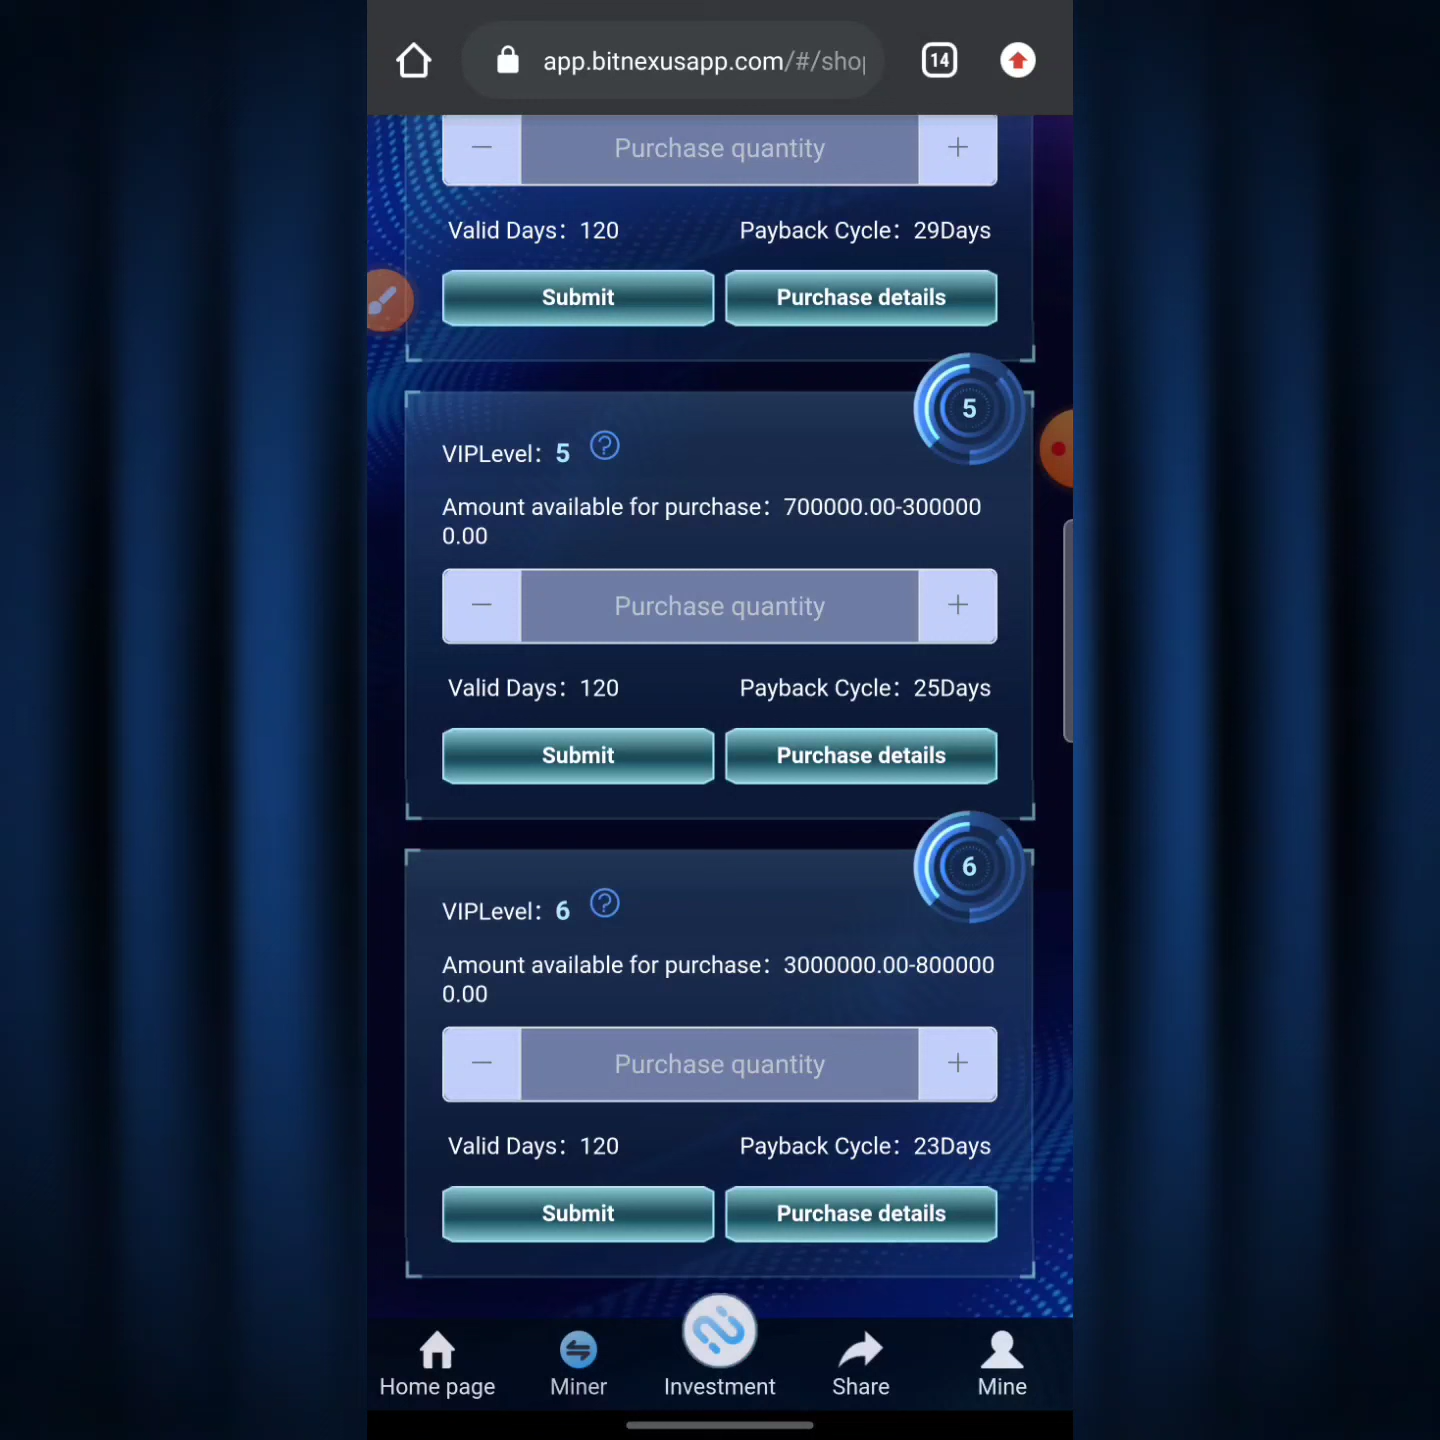 app.bitnexusapp.com/#/shop
14
− Purchase quantity +
Valid Days： 120 Payback Cycle： 29Days
Submit Purchase details
5
VIPLevel： 5 ?
Amount available for purchase： 700000.00-300000
0.00
− Purchase quantity +
Valid Days： 120 Payback Cycle： 25Days
Submit Purchase details
6
VIPLevel： 6 ?
Amount available for purchase： 3000000.00-800000
0.00
− Purchase quantity +
Valid Days： 120 Payback Cycle： 23Days
Submit Purchase details
Home page Miner Investment Share Mine